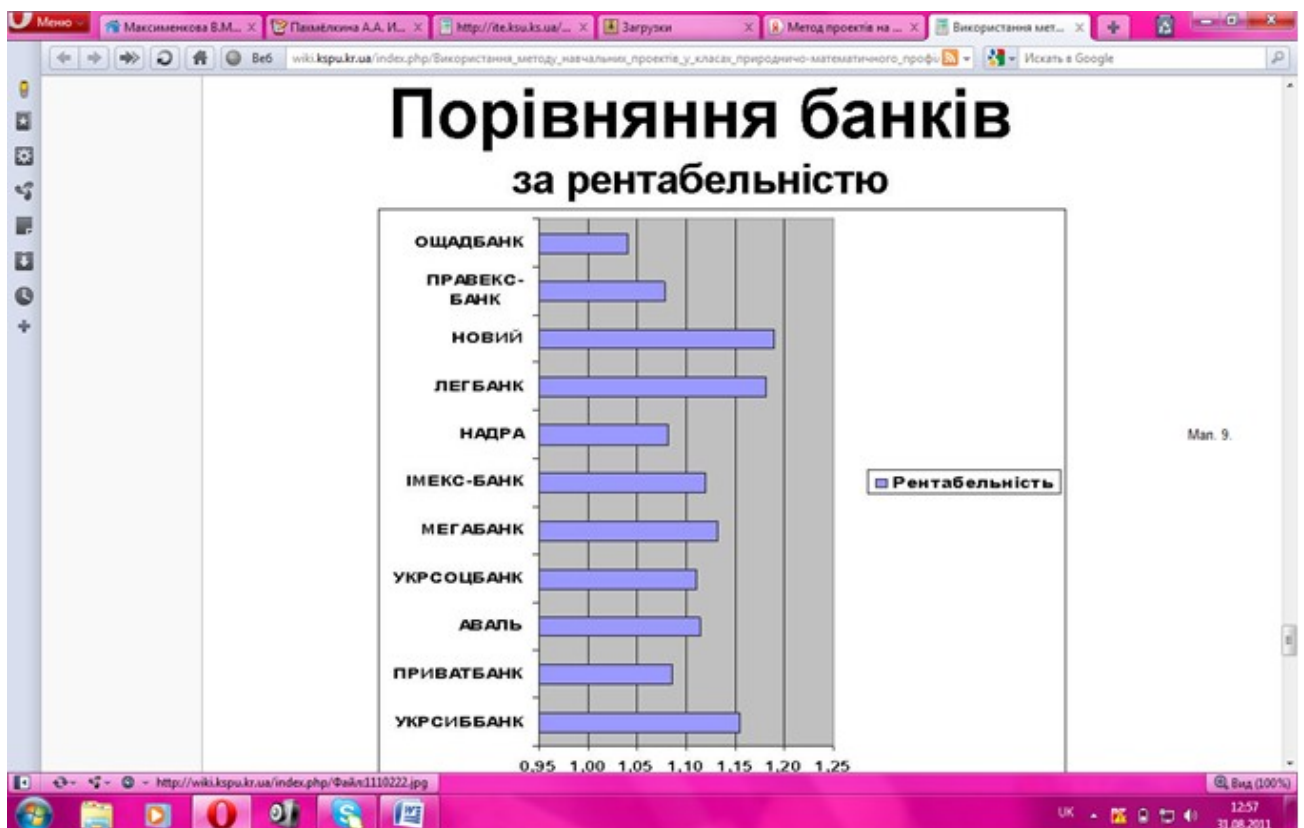 Меню
Максименкова В.М...
Пахмёлкина А.А. И...
http://ite.ksu.ks.ua/...
Загрузки
Метод проектів на ...
Використання мет...
Веб
wiki.kspu.kr.ua/index.php/Використання_методу_навчальних_проектів_у_класах_природничо-математичного_профі
Искать в Google
Порівняння банків
за рентабельністю
ОЩАДБАНК
ПРАВЕКС-
БАНК
НОВИЙ
ЛЕГБАНК
НАДРА
ІМЕКС-БАНК
МЕГАБАНК
УКРСОЦБАНК
АВАЛЬ
ПРИВАТБАНК
УКРСИББАНК
0,95 1,00 1,05 1,10 1,15 1,20 1,25
Рентабельність
Мал. 9.
http://wiki.kspu.kr.ua/index.php/Файл:1110222.jpg
Вид (100%)
UK
12:57
31.08.2011